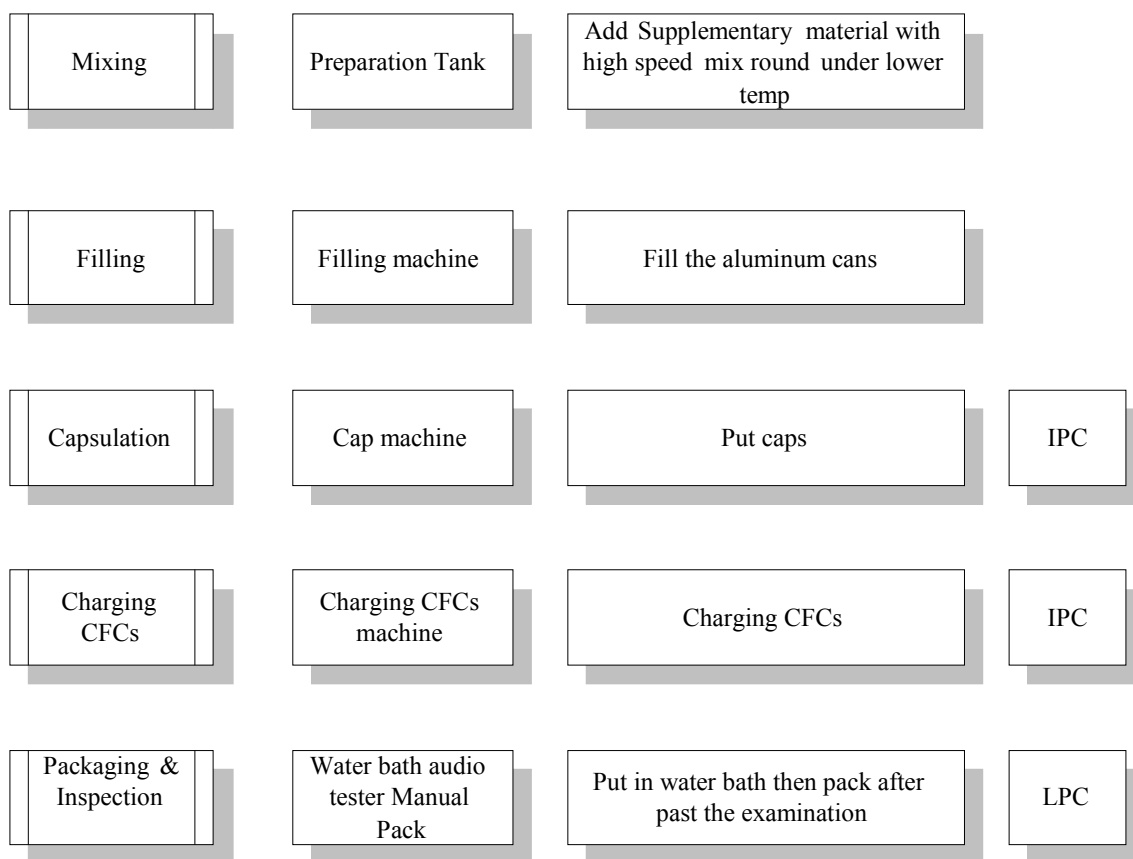 Mixing
Preparation Tank
Add Supplementary material with
high speed mix round under lower
temp
Filling
Filling machine
Fill the aluminum cans
Capsulation
Cap machine
Put caps
IPC
Charging
CFCs
Charging CFCs
machine
Charging CFCs
IPC
Packaging &
Inspection
Water bath audio
tester Manual
Pack
Put in water bath then pack after
past the examination
LPC